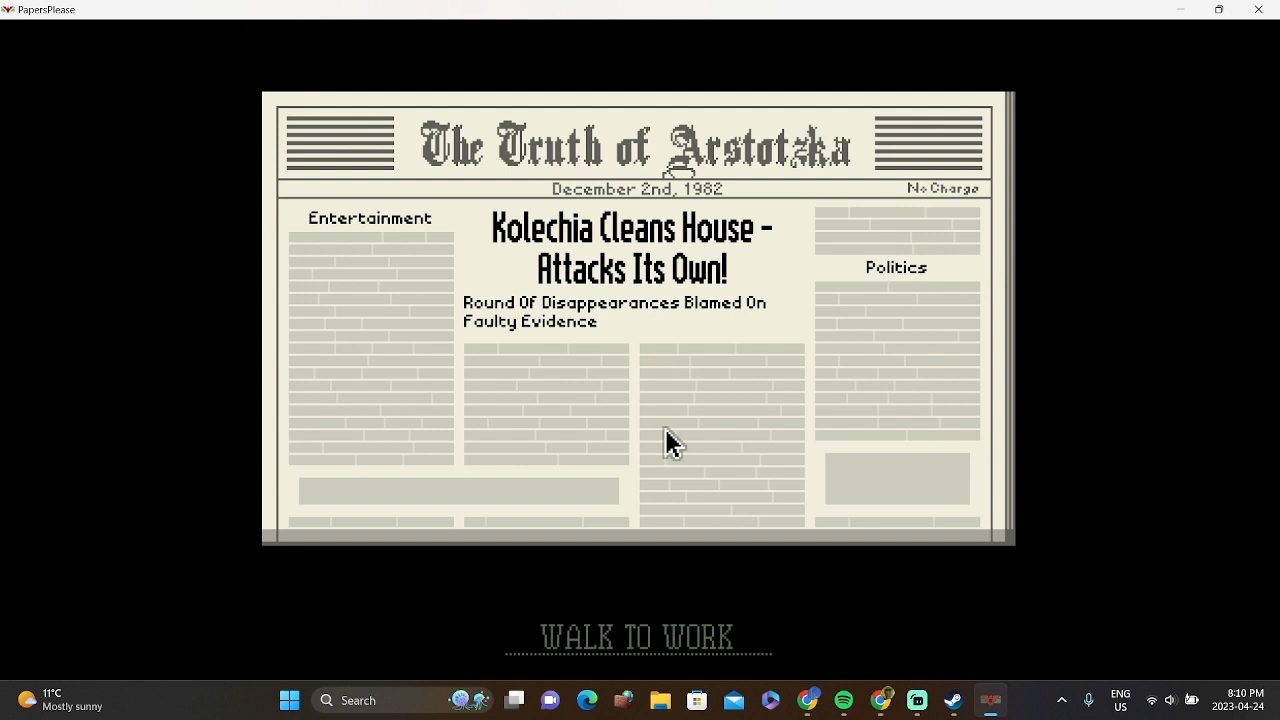 PapersPlease
The Truth of Arstotzka
December 2nd, 1982
No Charge
Entertainment
Kolechia Cleans House -
Attacks Its Own!
Round Of Disappearances Blamed On
Faulty Evidence
Politics
WALK TO WORK
11°C
Mostly sunny
Search
ENG
US
8:10 PM
2023-04-24